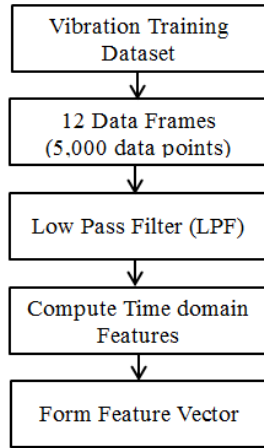 Vibration Training
Dataset
12 Data Frames
(5,000 data points)
Low Pass Filter (LPF)
Compute Time domain
Features
Form Feature Vector